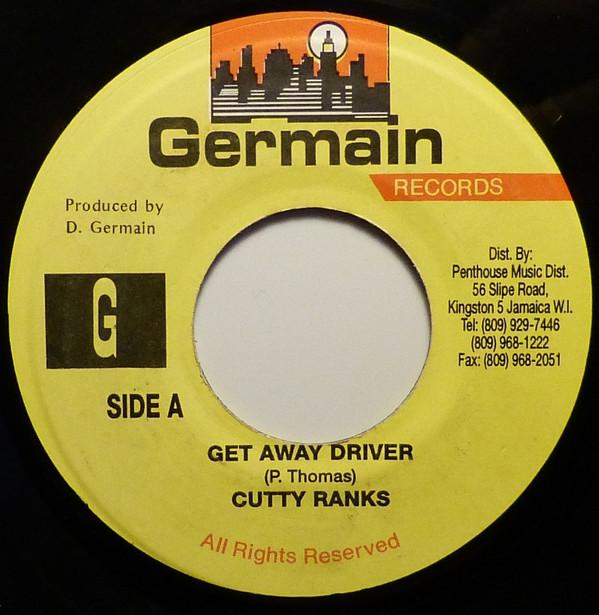 Germain
RECORDS
Produced by
D. Germain
Dist. By:
Penthouse Music Dist.
56 Slipe Road,
Kingston 5 Jamaica W.I.
Tel: (809) 929-7446
(809) 968-1222
Fax: (809) 968-2051
G
SIDE A
GET AWAY DRIVER
(P. Thomas)
CUTTY RANKS
All Rights Reserved